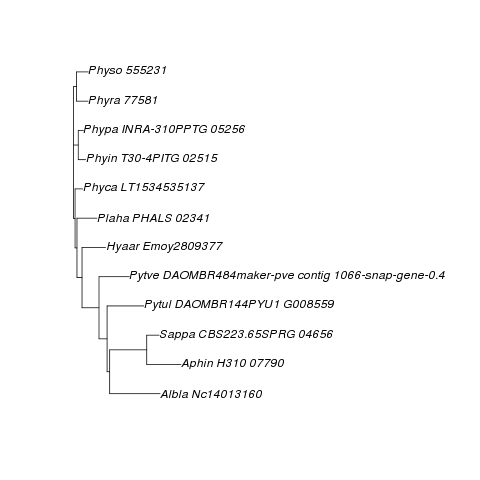 Physo 555231
Phyra 77581
Phypa INRA-310PPTG 05256
Phyin T30-4PITG 02515
Phyca LT1534535137
Plaha PHALS 02341
Hyaar Emoy2809377
Pytve DAOMBR484maker-pve contig 1066-snap-gene-0.4
Pytul DAOMBR144PYU1 G008559
Sappa CBS223.65SPRG 04656
Aphin H310 07790
Albla Nc14013160